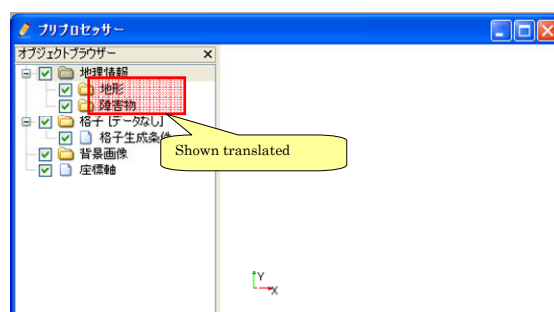 プリプロセッサー
オブジェクトブラウザー
地理情報
地形
障害物
格子 [データなし]
格子生成条件
Shown translated
背景画像
座標軸
Y
X